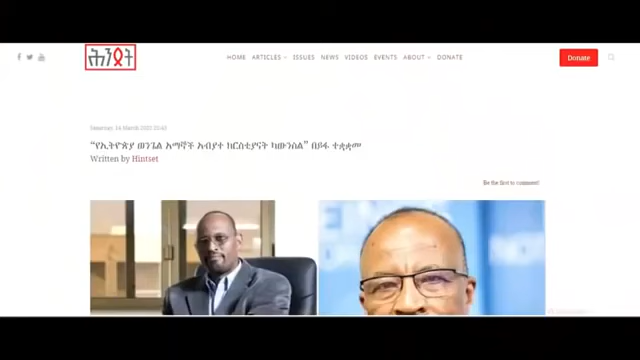 ሕንፀት
HOME ARTICLES ISSUES NEWS VIDEOS EVENTS ABOUT DONATE
Donate
“የኢትዮጵያ ወንጌል አማኞች አብያተ ክርስቲያናት ካውንስል” በይፋ ተቋቋመ
Written by Hintset
Be the first to comment!